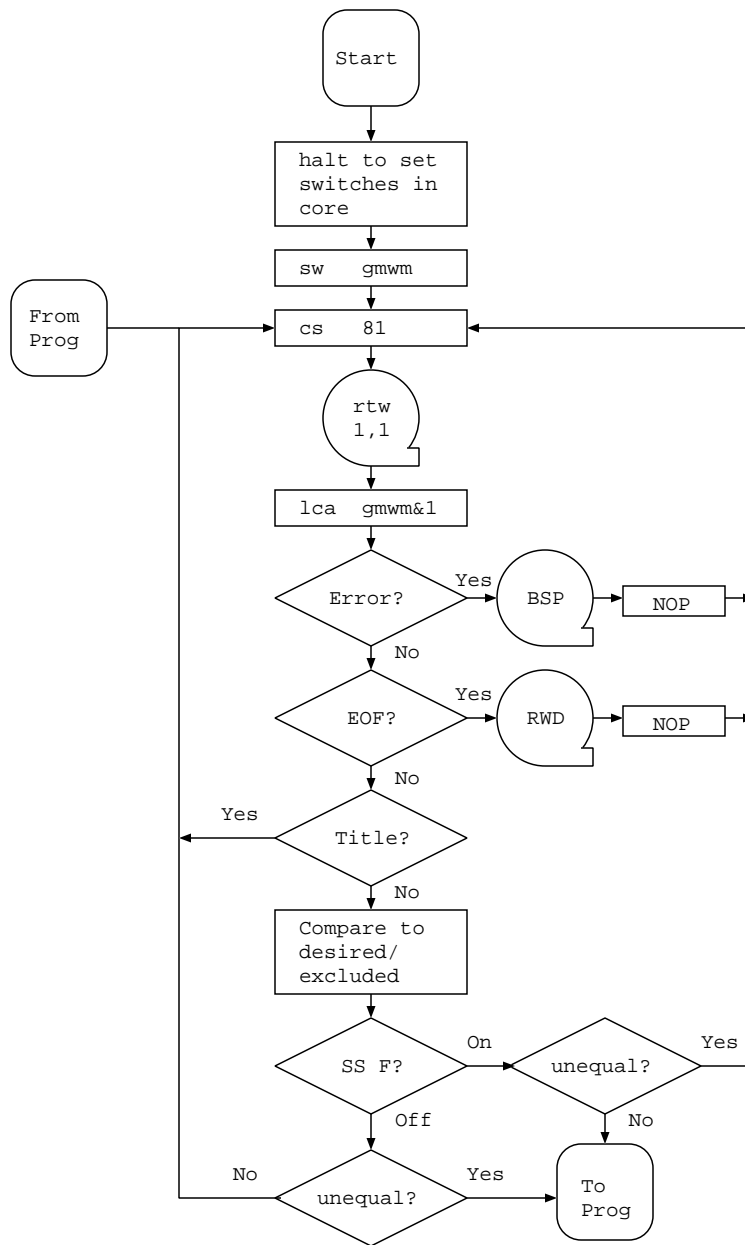 Start
halt to set
switches in
core
sw gmwm
From
Prog
cs 81
rtw
1,1
lca gmwm&1
Error?
Yes
BSP
NOP
No
EOF?
Yes
RWD
NOP
No
Yes
Title?
No
Compare to
desired/
excluded
SS F?
On
unequal?
Yes
Off
No
No
unequal?
Yes
To
Prog